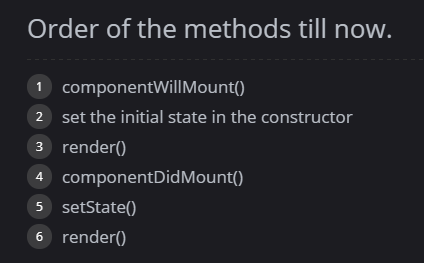 Order of the methods till now.
1 componentWillMount()
2 set the initial state in the constructor
3 render()
4 componentDidMount()
5 setState()
6 render()